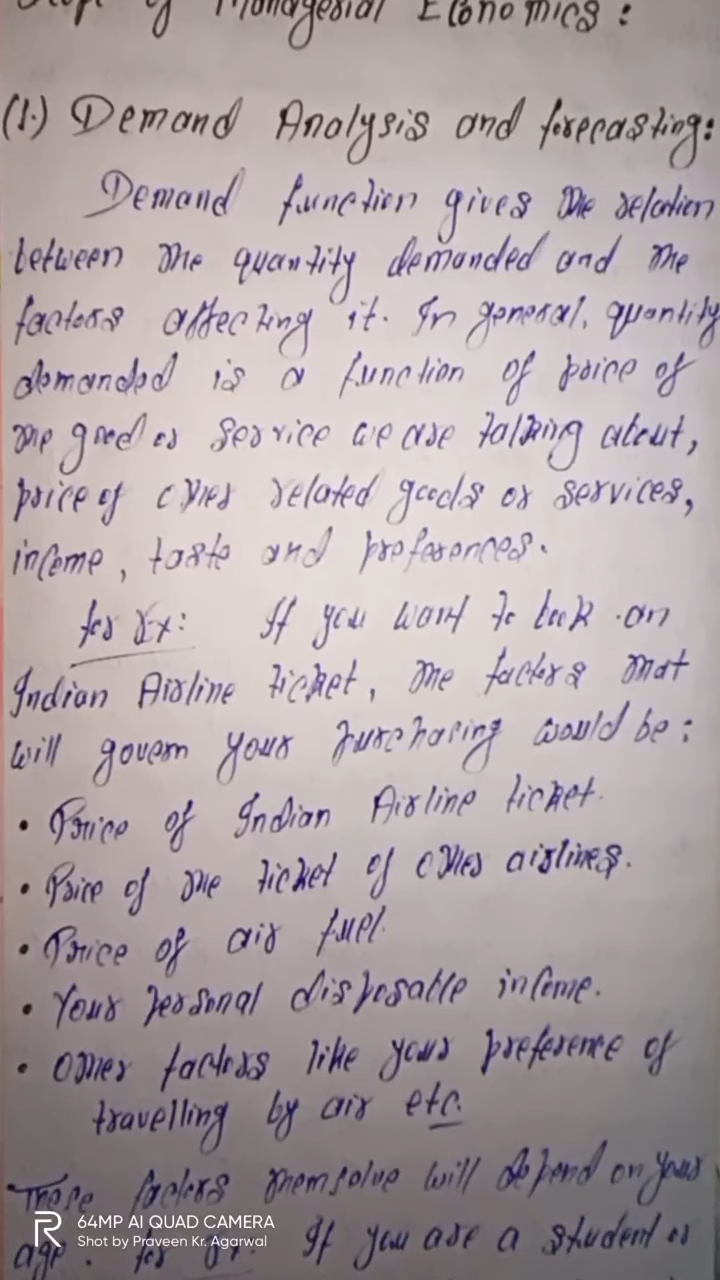 Scope of Managerial Economics:
(1.) Demand Analysis and forecasting:
Demand function gives the relation
between the quantity demanded and the
factors affecting it. In general, quantity
demanded is a function of price of
the good or service we are talking about,
price of other related goods or services,
income, taste and preferences.
for Ex: If you want to book an
Indian Airline ticket, the factors that
will govern your purchasing would be:
• Price of Indian Airline ticket.
• Price of the ticket of other airlines.
• Price of air fuel.
• Your personal disposable income.
• Other factors like your preference of
travelling by air etc.
These factors themselve will depend on your
age. for Ex: If you are a student or
64MP AI QUAD CAMERA
Shot by Praveen Kr. Agarwal